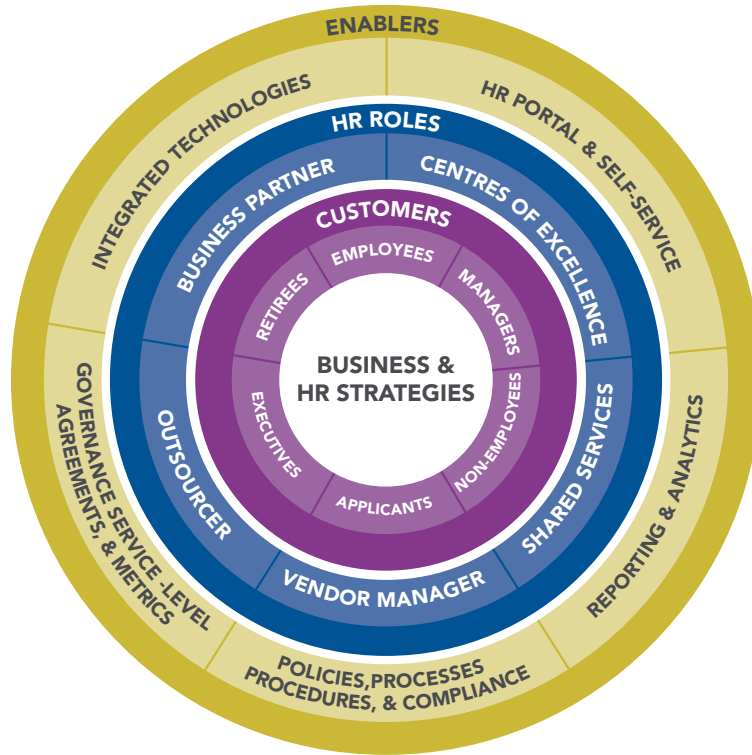 ENABLERS
INTEGRATED TECHNOLOGIES
HR PORTAL & SELF-SERVICE
REPORTING & ANALYTICS
POLICIES,PROCESSES
PROCEDURES, & COMPLIANCE
GOVERNANCE SERVICE -LEVEL
AGREEMENTS, & METRICS
HR ROLES
BUSINESS PARTNER
CENTRES OF EXCELLENCE
SHARED SERVICES
VENDOR MANAGER
OUTSOURCER
CUSTOMERS
EMPLOYEES
MANAGERS
NON-EMPLOYEES
APPLICANTS
EXECUTIVES
RETIREES
BUSINESS &
HR STRATEGIES